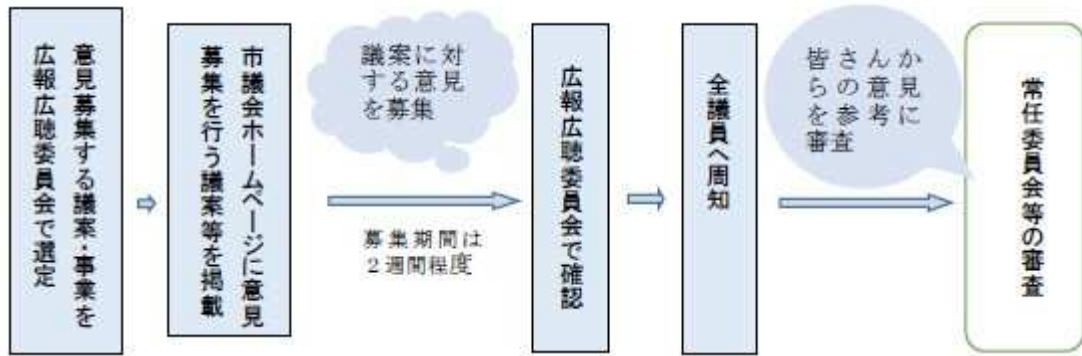 意見募集する議案・事業を
広報広聴委員会で選定
市議会ホームページに意見
募集を行う議案等を掲載
議案に対
する意見
を募集
募集期間は
２週間程度
広報広聴委員会で確認
全議員へ周知
皆さんか
らの意見
を参考に
審査
常任委員会等の審査